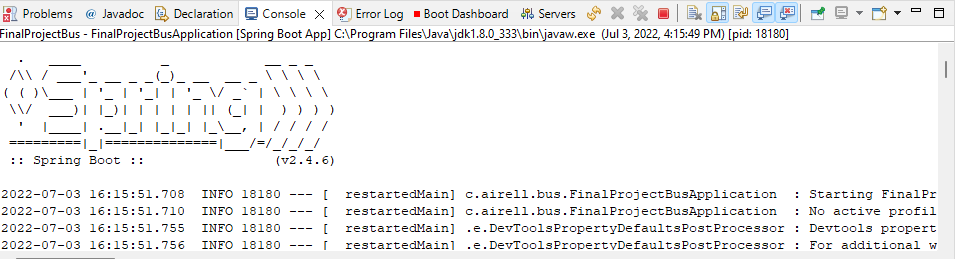 Problems @ Javadoc Declaration Console Error Log Boot Dashboard Servers
FinalProjectBus - FinalProjectBusApplication [Spring Boot App] C:\Program Files\Java\jdk1.8.0_333\bin\javaw.exe (Jul 3, 2022, 4:15:49 PM) [pid: 18180]
  .   ____          _            __ _ _
 /\\ / ___'_ __ _ _(_)_ __  __ _ \ \ \ \
( ( )\___ | '_ | '_| | '_ \/ _` | \ \ \ \
 \\/  ___)| |_)| | | | | || (_| |  ) ) ) )
  '  |____| .__|_| |_|_| |_\__, | / / / /
 =========|_|==============|___/=/_/_/_/
 :: Spring Boot ::                (v2.4.6)
2022-07-03 16:15:51.708  INFO 18180 --- [  restartedMain] c.airell.bus.FinalProjectBusApplication  : Starting FinalPr
2022-07-03 16:15:51.710  INFO 18180 --- [  restartedMain] c.airell.bus.FinalProjectBusApplication  : No active profil
2022-07-03 16:15:51.755  INFO 18180 --- [  restartedMain] .e.DevToolsPropertyDefaultsPostProcessor : Devtools propert
2022-07-03 16:15:51.756  INFO 18180 --- [  restartedMain] .e.DevToolsPropertyDefaultsPostProcessor : For additional w